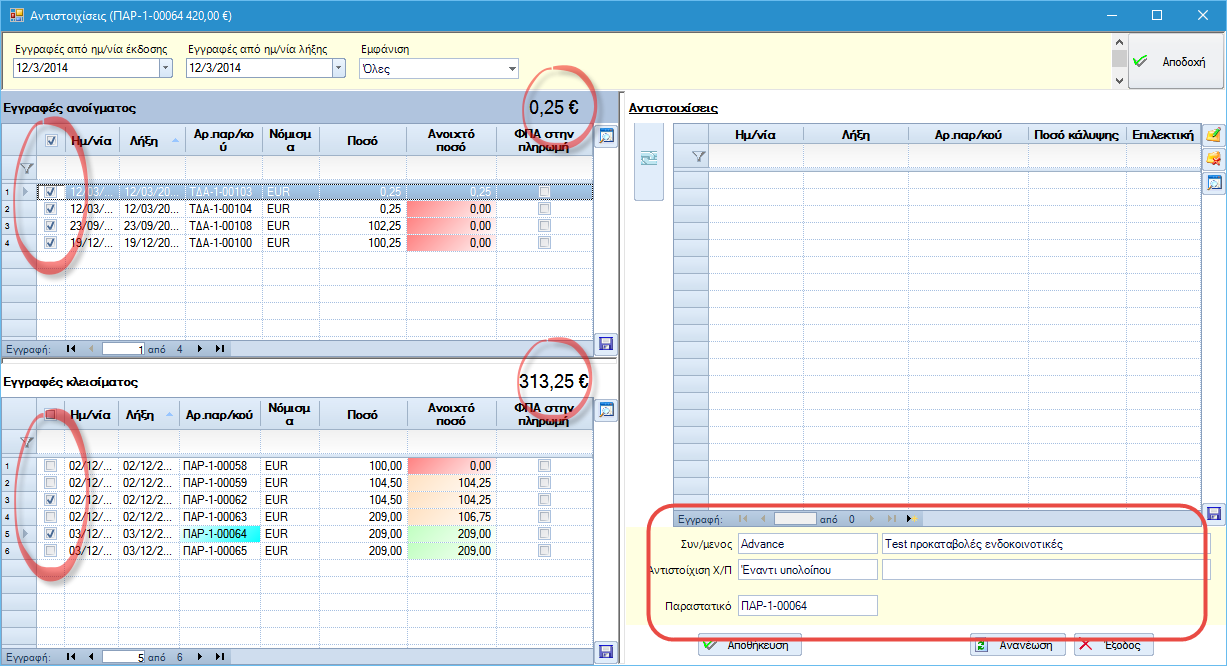 Αντιστοιχίσεις (ΠΑΡ-1-00064 420,00 €)
Εγγραφές από ημ/νία έκδοσης Εγγραφές από ημ/νία λήξης Εμφάνιση
12/3/2014 12/3/2014 Όλες Αποδοχή
Εγγραφές ανοίγματος 0,25 €
Ημ/νία Λήξη Αρ.παρ/κού Νόμισμα Ποσό Ανοιχτό ποσό ΦΠΑ στην πληρωμή
1 12/03/... 12/03/20... ΤΔΑ-1-00103 EUR 0,25 0,25
2 12/03/... 12/03/20... ΤΔΑ-1-00104 EUR 0,25 0,00
3 23/09/... 23/09/20... ΤΔΑ-1-00108 EUR 102,25 0,00
4 19/12/... 19/12/20... ΤΔΑ-1-00100 EUR 100,25 0,00
Εγγραφή: 1 από 4
Εγγραφές κλεισίματος 313,25 €
Ημ/νία Λήξη Αρ.παρ/κού Νόμισμα Ποσό Ανοιχτό ποσό ΦΠΑ στην πληρωμή
1 02/12/... 02/12/2... ΠΑΡ-1-00058 EUR 100,00 0,00
2 02/12/... 02/12/2... ΠΑΡ-1-00059 EUR 104,50 104,25
3 02/12/... 02/12/2... ΠΑΡ-1-00062 EUR 104,50 104,25
4 02/12/... 02/12/2... ΠΑΡ-1-00063 EUR 209,00 106,75
5 03/12/... 03/12/2... ΠΑΡ-1-00064 EUR 209,00 209,00
6 03/12/... 03/12/2... ΠΑΡ-1-00065 EUR 209,00 209,00
Εγγραφή: 5 από 6
Αντιστοιχίσεις
Ημ/νία Λήξη Αρ.παρ/κού Ποσό κάλυψης Επιλεκτική
Εγγραφή: από 0
Συν/μενος Advance Test προκαταβολές ενδοκοινοτικές
Αντιστοίχιση Χ/Π Έναντι υπολοίπου
Παραστατικό ΠΑΡ-1-00064
Αποθήκευση Ανανέωση Έξοδος